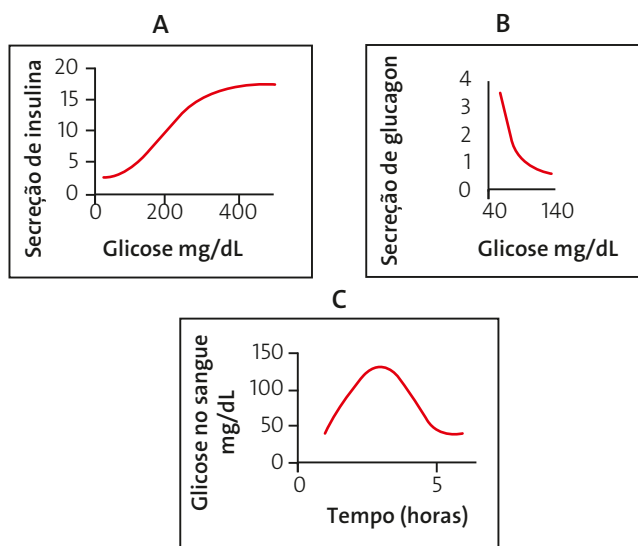 A
Secreção de insulina
20
15
10
5
0
0 200 400
Glicose mg/dL
B
Secreção de glucagon
4
3
2
1
0
40 140
Glicose mg/dL
C
Glicose no sangue
mg/dL
150
100
50
0
0 5
Tempo (horas)